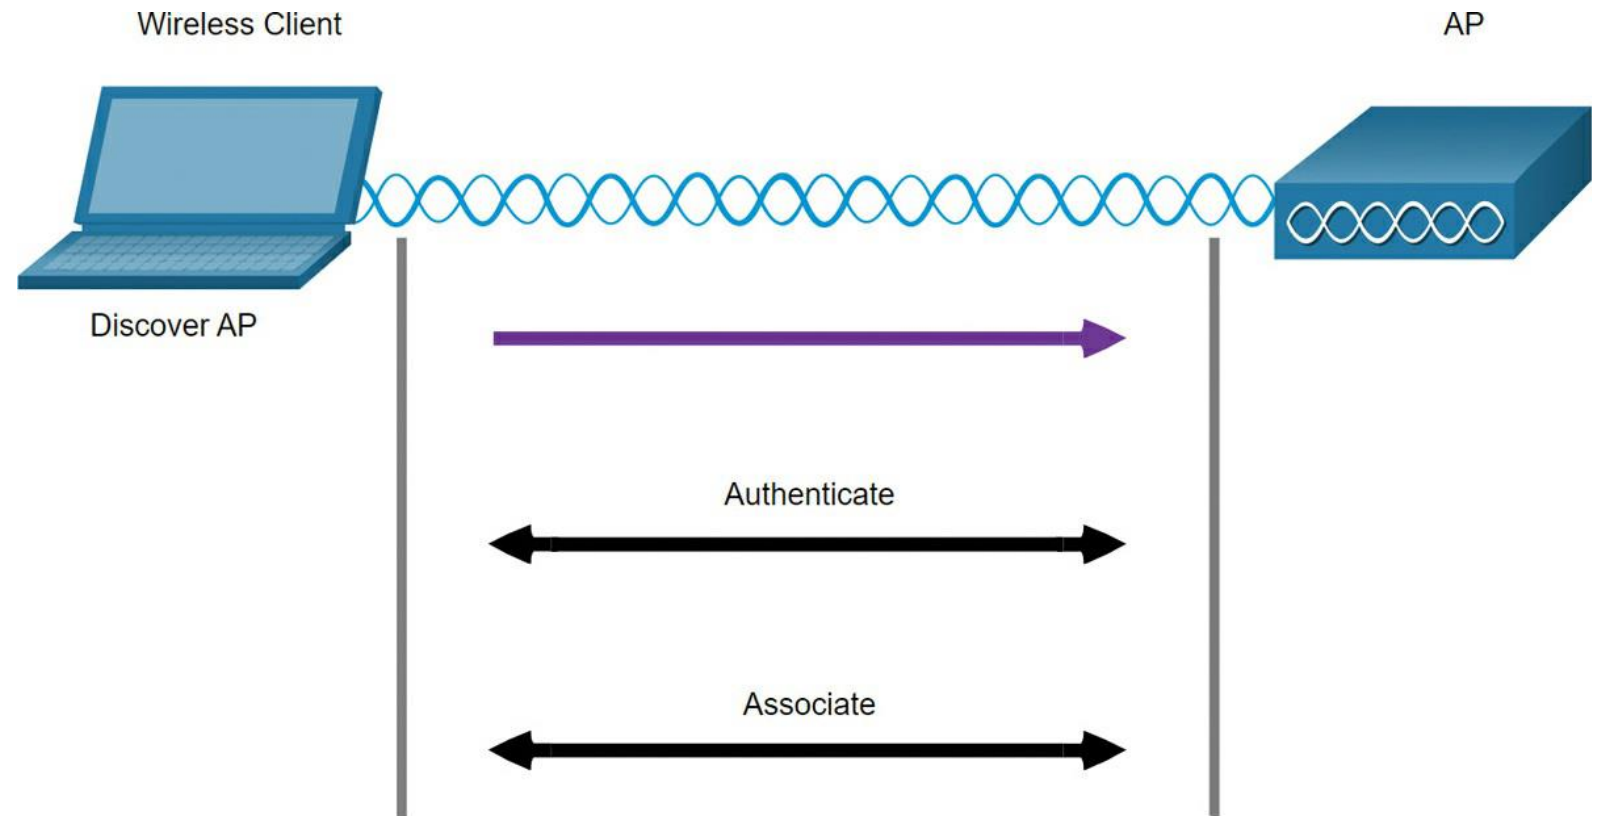 Wireless Client
AP
Discover AP
Authenticate
Associate